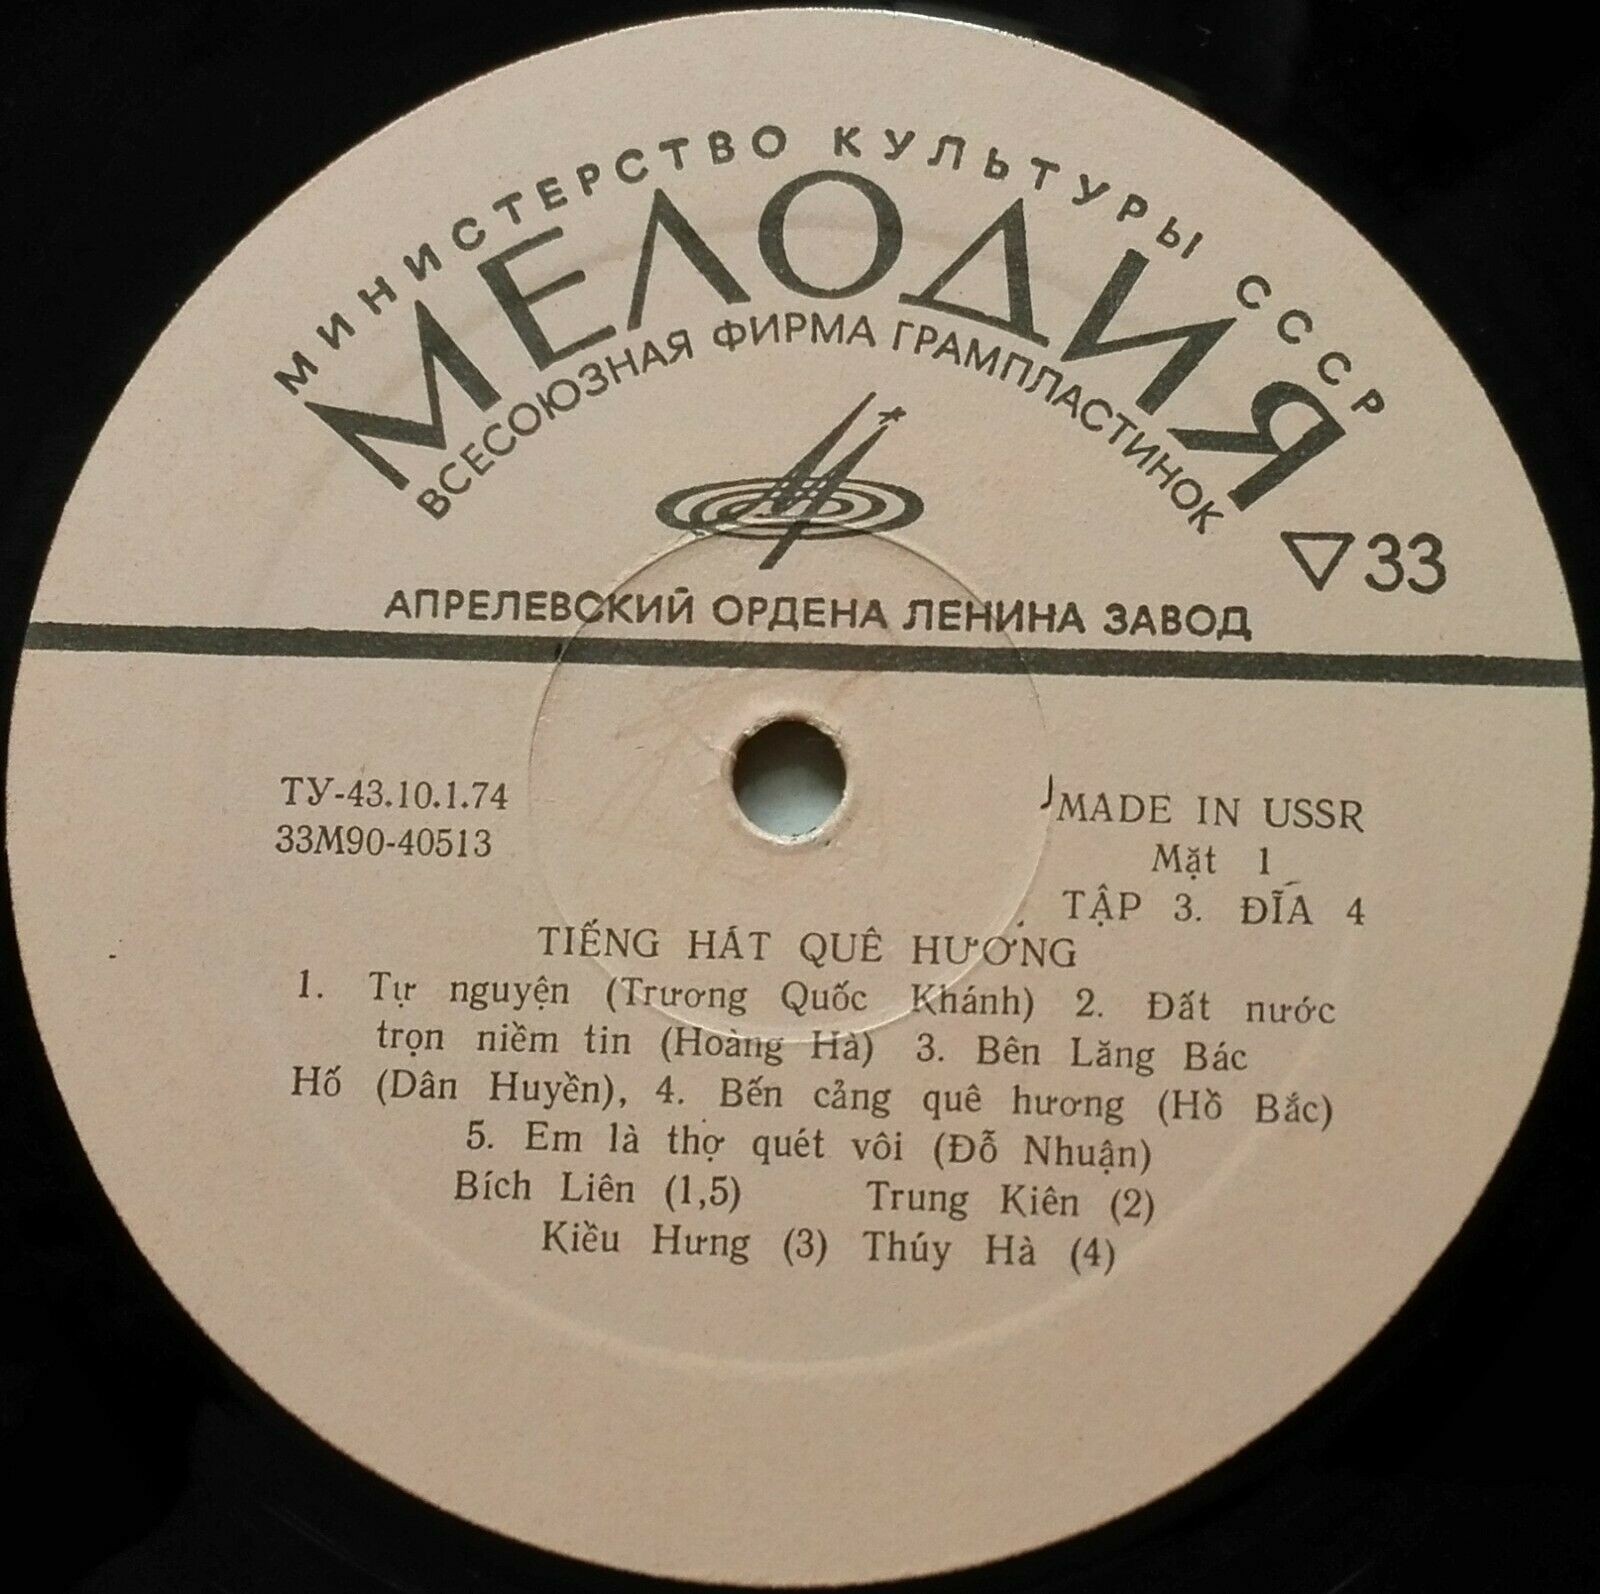 МИНИСТЕРСТВО КУЛЬТУРЫ СССР
МЕЛОДИЯ
ВСЕСОЮЗНАЯ ФИРМА ГРАМПЛАСТИНОК
33
АПРЕЛЕВСКИЙ ОРДЕНА ЛЕНИНА ЗАВОД
ТУ-43.10.1.74
33М90-40513
MADE IN USSR
Mặt 1
TẬP 3. ĐĨA 4
TIẾNG HÁT QUÊ HƯƠNG
1. Tự nguyện (Trương Quốc Khánh) 2. Đất nước
trọn niềm tin (Hoàng Hà) 3. Bên Lăng Bác
Hố (Dân Huyền), 4. Bến cảng quê hương (Hồ Bắc)
5. Em là thợ quét vôi (Đỗ Nhuận)
Bích Liên (1,5) Trung Kiên (2)
Kiều Hưng (3) Thúy Hà (4)